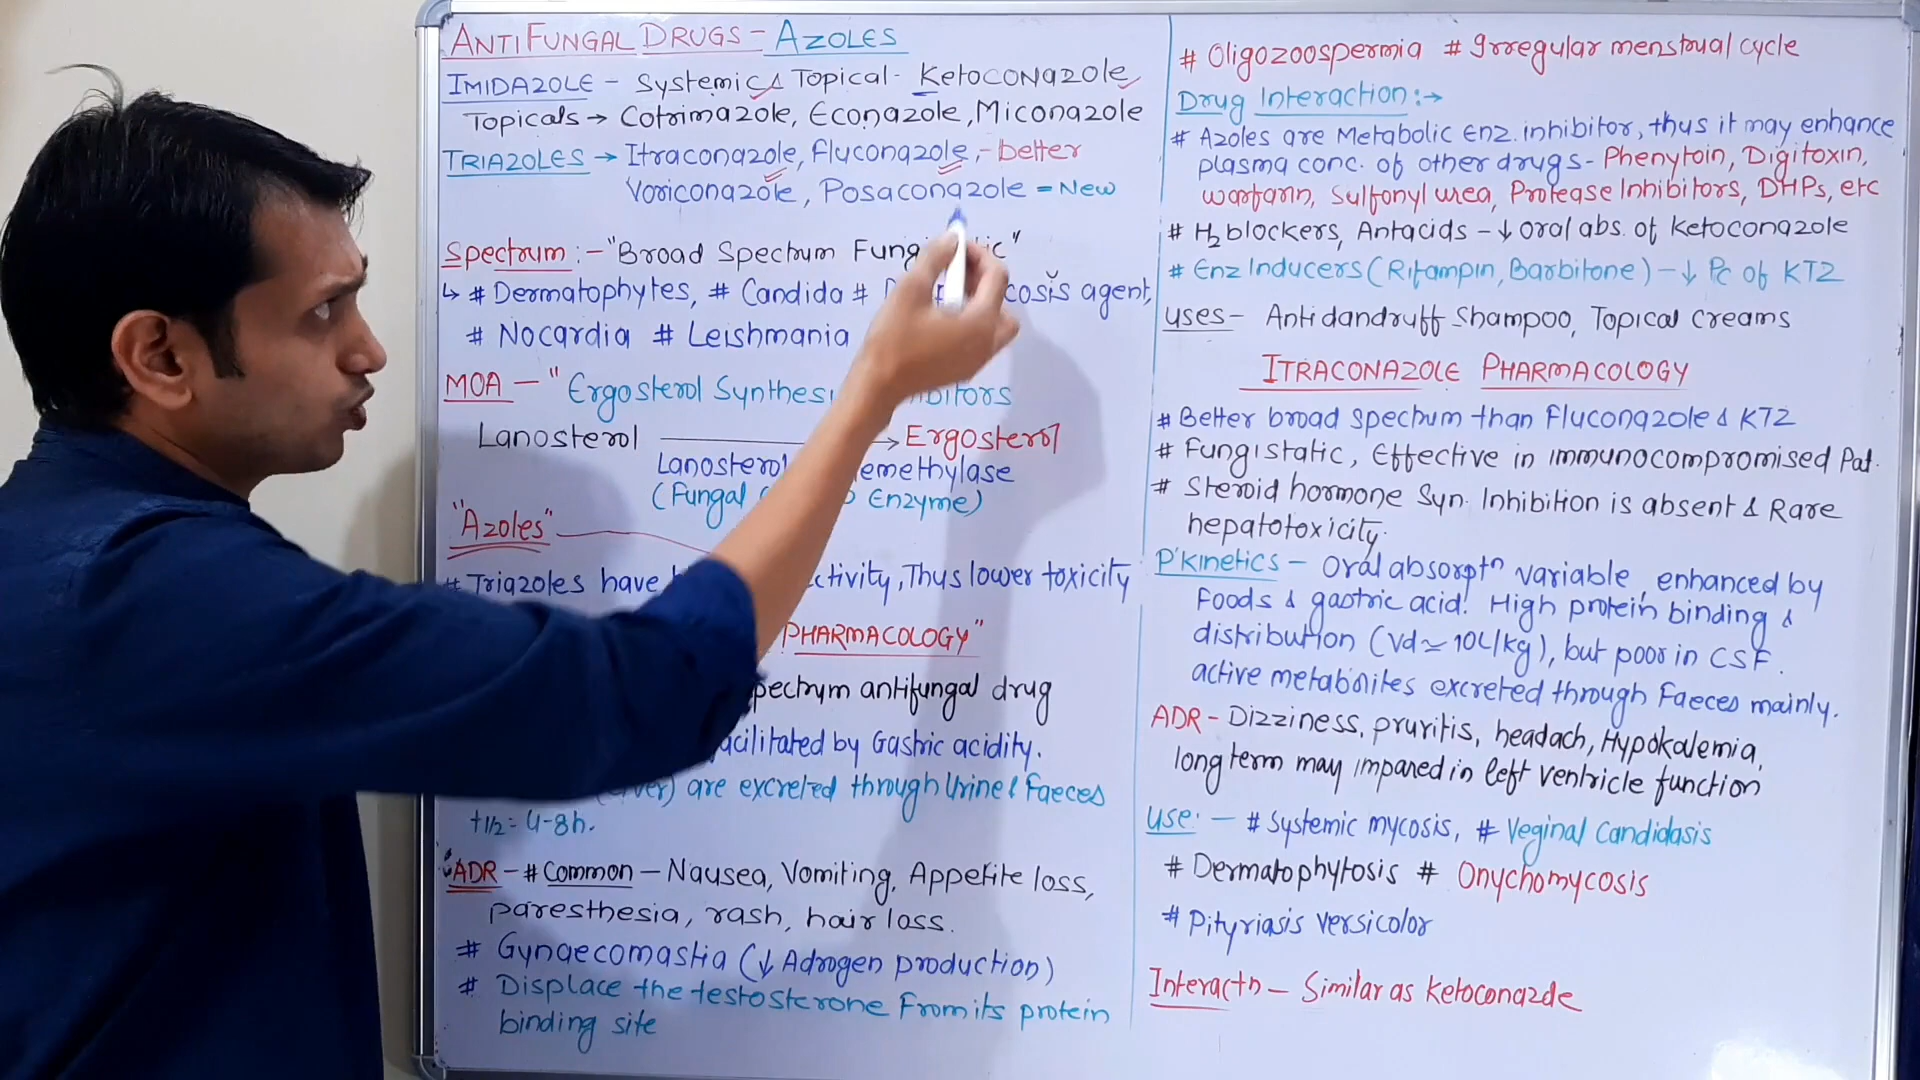 ANTIFUNGAL DRUGS - AZOLES
IMIDAZOLE - Systemic & Topical - Ketoconazole
Topicals → Cotrimazole, Econazole, Miconazole
TRIAZOLES → Itraconazole, Fluconazole, - better
Voriconazole, Posaconazole = New
Spectrum :- "Broad Spectrum Fung ic"
↳ # Dermatophytes, # Candida # cosis agent,
# Nocardia # Leishmania
MOA - " Ergosterol Synthesi bitors
Lanosterol → Ergosterol
Lanosterol emethylase
(Fungal Enzyme)
"Azoles"
# Triazoles have ctivity, Thus lower toxicity
PHARMACOLOGY"
pectrum antifungal drug
acilitated by Gastric acidity.
ver) are excreted through Urine & Faeces
t1/2 = 4-8h.
ADR - # Common - Nausea, Vomiting, Appetite loss,
paresthesia, rash, hair loss.
# Gynaecomastia (↓ Adrogen production)
# Displace the testosterone From its protein
binding site
# Oligozoospermia # Irregular menstrual cycle
Drug Interaction :→
# Azoles are Metabolic Enz. inhibitor, thus it may enhance
plasma conc. of other drugs - Phenytoin, Digitoxin,
warfarin, Sulfonyl urea, Protease Inhibitors, DHPs, etc
# H2 blockers, Antacids - ↓ oral abs. of ketoconazole
# Enz Inducers (Rifampin, Barbitone) - ↓ Pc of KTZ
Uses - Antidandruff Shampoo, Topical creams
ITRACONAZOLE PHARMACOLOGY
# Better broad spectrum than Fluconazole & KTZ
# Fungistatic, Effective in immunocompromised Pat.
# Steroid hormone Syn. Inhibition is absent & Rare
hepatotoxicity.
P'kinetics - Oral absorptn variable, enhanced by
Foods & gastric acid. High protein binding &
distribution (Vd ≃ 10L/kg), but poor in CSF.
active metabolites excreted through Faeces mainly.
ADR - Dizziness, pruritis, headach, Hypokalemia,
long term may impared in left ventricle function
Use: - # Systemic mycosis, # Veginal Candidasis
# Dermatophytosis # Onychomycosis
# Pityriasis versicolor
Interactn - Similar as ketoconazole